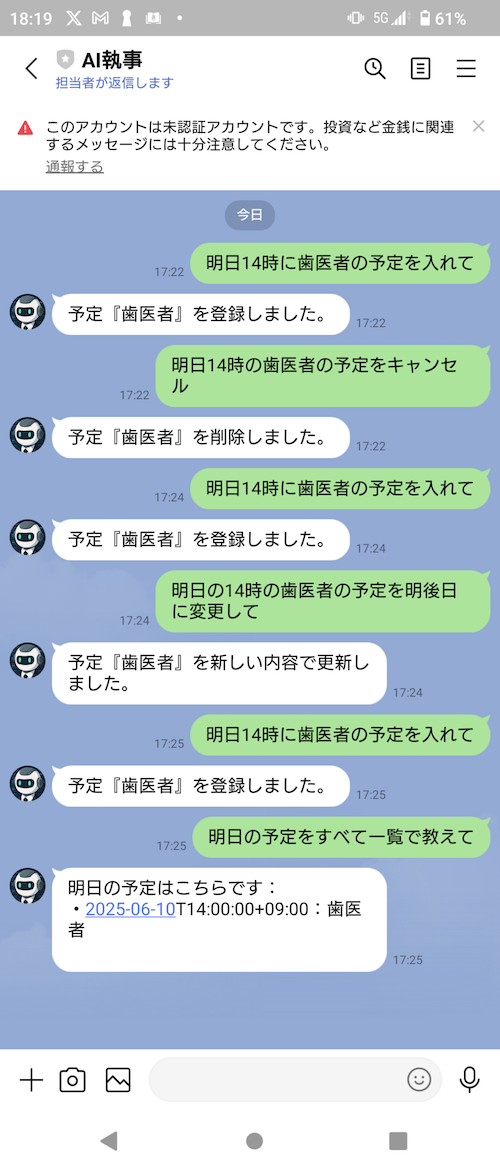 18:19
5G
61%
AI執事
担当者が返信します
このアカウントは未認証アカウントです。投資など金銭に関連
するメッセージには十分注意してください。
通報する
今日
明日14時に歯医者の予定を入れて
17:22
予定『歯医者』を登録しました。
17:22
明日14時の歯医者の予定をキャンセ
ル
17:22
予定『歯医者』を削除しました。
17:22
明日14時に歯医者の予定を入れて
17:24
予定『歯医者』を登録しました。
17:24
明日の14時の歯医者の予定を明後日
に変更して
17:24
予定『歯医者』を新しい内容で更新し
ました。
17:24
明日14時に歯医者の予定を入れて
17:25
予定『歯医者』を登録しました。
17:25
明日の予定をすべて一覧で教えて
17:25
明日の予定はこちらです：
・2025-06-10T14:00:00+09:00：歯医
者
17:25